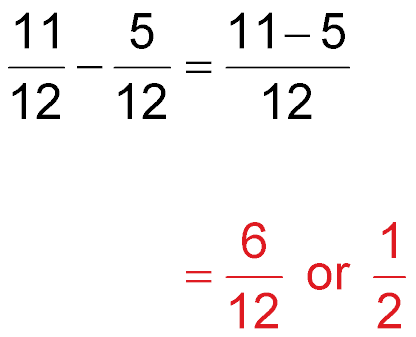 11/12 − 5/12 = 11−5/12
= 6/12 or 1/2